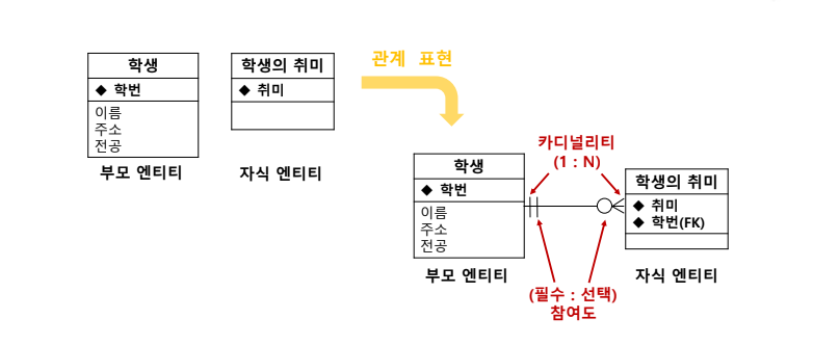 학생
◆ 학번
이름
주소
전공
부모 엔티티
학생의 취미
◆ 취미
자식 엔티티
관계 표현
학생
◆ 학번
이름
주소
전공
부모 엔티티
카디널리티
(1 : N)
(필수 : 선택)
참여도
학생의 취미
◆ 취미
◆ 학번(FK)
자식 엔티티